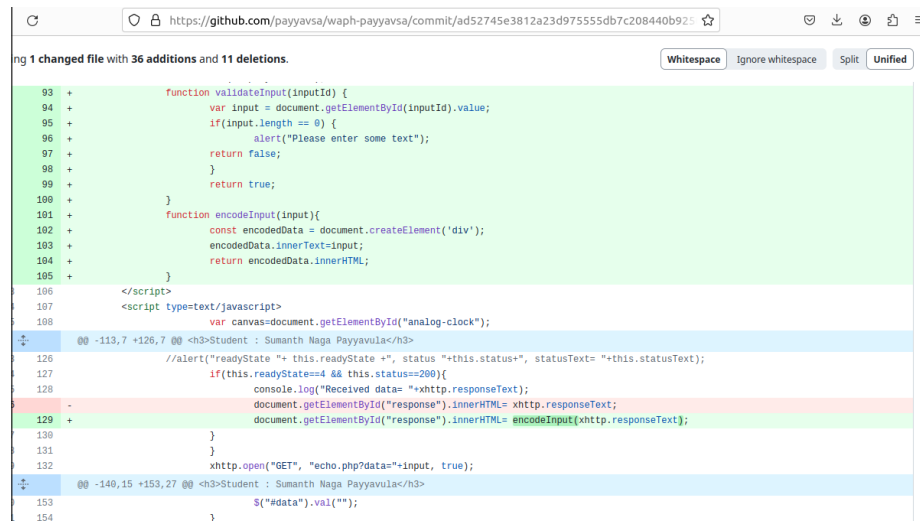 https://github.com/payyavsa/waph-payyavsa/commit/ad52745e3812a23d975555db7c208440b925
ing 1 changed file with 36 additions and 11 deletions.
Whitespace Ignore whitespace Split Unified
93 + function validateInput(inputId) {
94 + var input = document.getElementById(inputId).value;
95 + if(input.length == 0) {
96 + alert("Please enter some text");
97 + return false;
98 + }
99 + return true;
100 + }
101 + function encodeInput(input){
102 + const encodedData = document.createElement('div');
103 + encodedData.innerText=input;
104 + return encodedData.innerHTML;
105 + }
106 </script>
107 <script type=text/javascript>
108 var canvas=document.getElementById("analog-clock");
@@ -113,7 +126,7 @@ <h3>Student : Sumanth Naga Payyavula</h3>
126 //alert("readyState "+ this.readyState +", status "+this.status+", statusText= "+this.statusText);
127 if(this.readyState==4 && this.status==200){
128 console.log("Received data= "+xhttp.responseText);
- document.getElementById("response").innerHTML= xhttp.responseText;
129 + document.getElementById("response").innerHTML= encodeInput(xhttp.responseText);
130 }
131 }
132 xhttp.open("GET", "echo.php?data="+input, true);
@@ -140,15 +153,27 @@ <h3>Student : Sumanth Naga Payyavula</h3>
153 $("#data").val("");
154 }